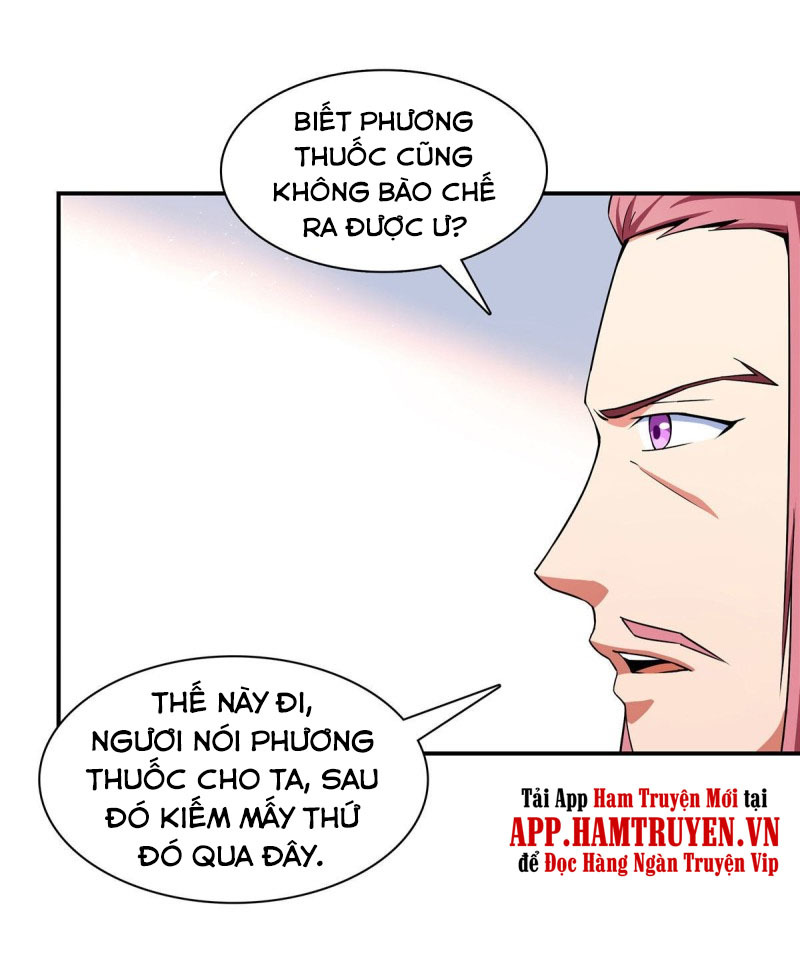 BIẾT PHƯƠNG
THUỐC CŨNG
KHÔNG BÀO CHẾ
RA ĐƯỢC Ư?
THẾ NÀY ĐI,
NGƯƠI NÓI PHƯƠNG
THUỐC CHO TA, SAU
ĐÓ KIẾM MẤY THỨ
ĐÓ QUA ĐÂY.
Tải App Ham Truyện Mới tại
APP.HAMTRUYEN.VN
để Đọc Hàng Ngàn Truyện Vip